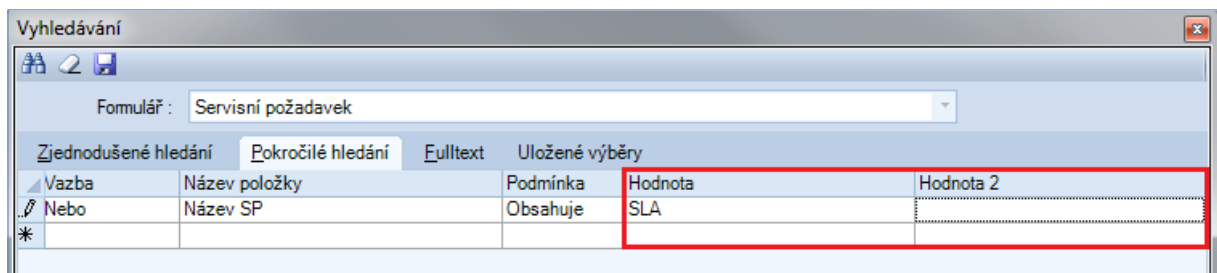 Vyhledávání
Formulář : Servisní požadavek
Zjednodušené hledání Pokročilé hledání Fulltext Uložené výběry
Vazba Název položky Podmínka Hodnota Hodnota 2
Nebo Název SP Obsahuje SLA